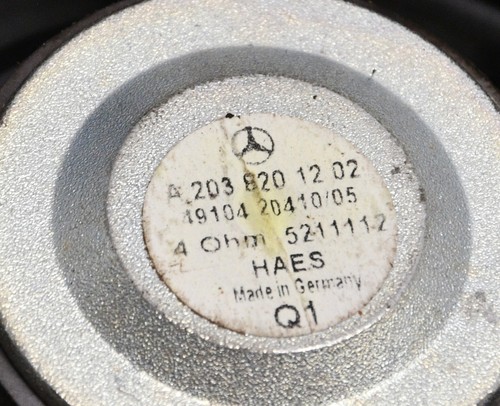 A 203 820 12 02
49104 20410/05
4 Ohm 5211112
HAES
Made in Germany
Q1